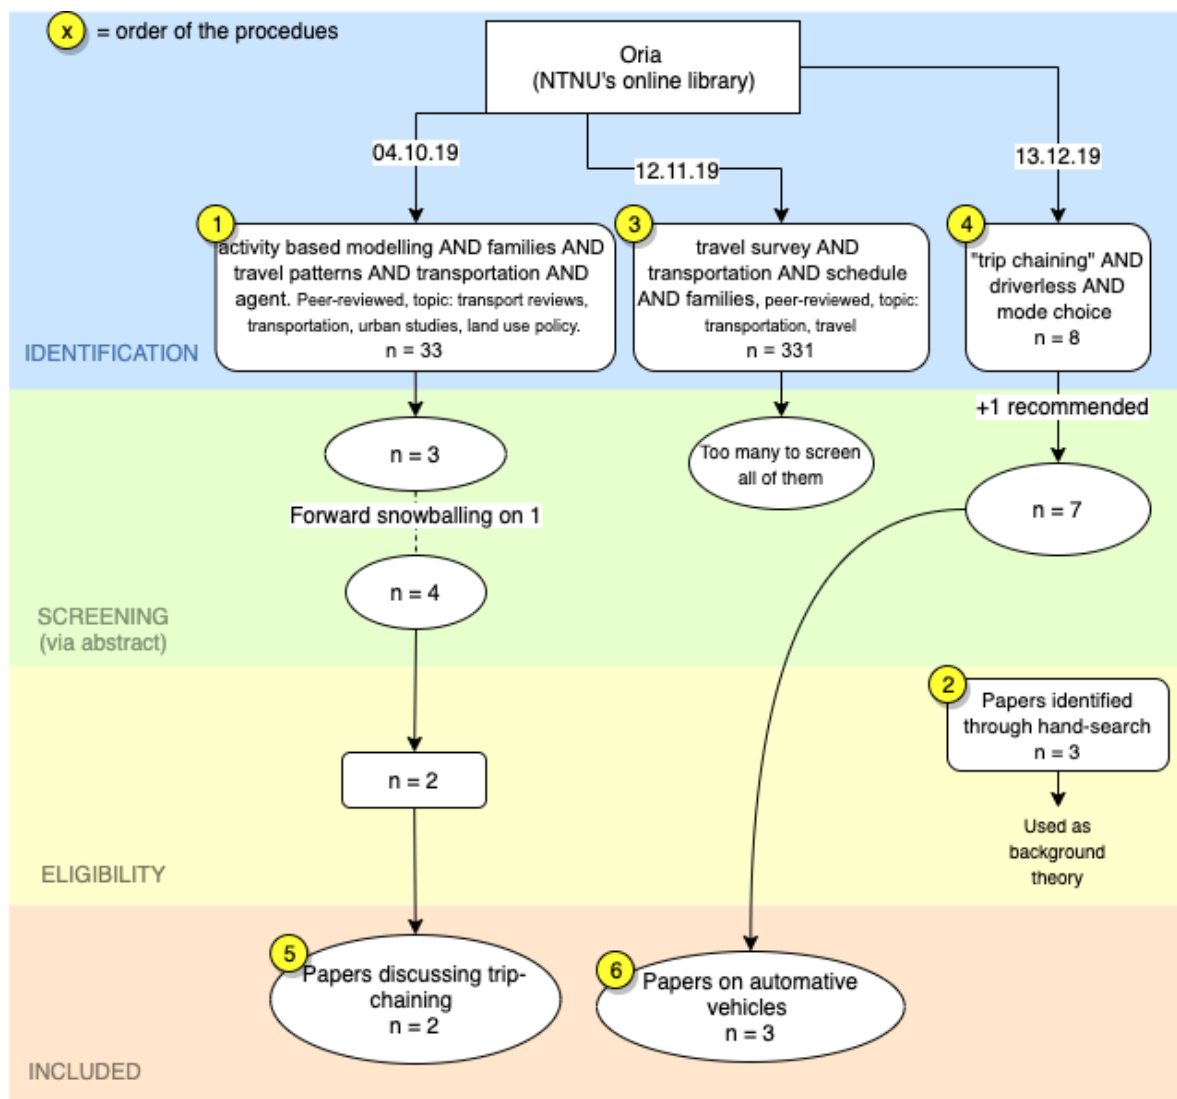 x = order of the procedues
Oria
(NTNU's online library)
04.10.19
12.11.19
13.12.19
1
activity based modelling AND families AND
travel patterns AND transportation AND
agent. Peer-reviewed, topic: transport reviews,
transportation, urban studies, land use policy.
n = 33
3
travel survey AND
transportation AND schedule
AND families, peer-reviewed, topic:
transportation, travel
n = 331
4
"trip chaining" AND
driverless AND
mode choice
n = 8
IDENTIFICATION
+1 recommended
n = 3
Too many to screen
all of them
n = 7
Forward snowballing on 1
n = 4
SCREENING
(via abstract)
2
Papers identified
through hand-search
n = 3
n = 2
Used as
background
theory
ELIGIBILITY
5
Papers discussing trip-
chaining
n = 2
6
Papers on automative
vehicles
n = 3
INCLUDED